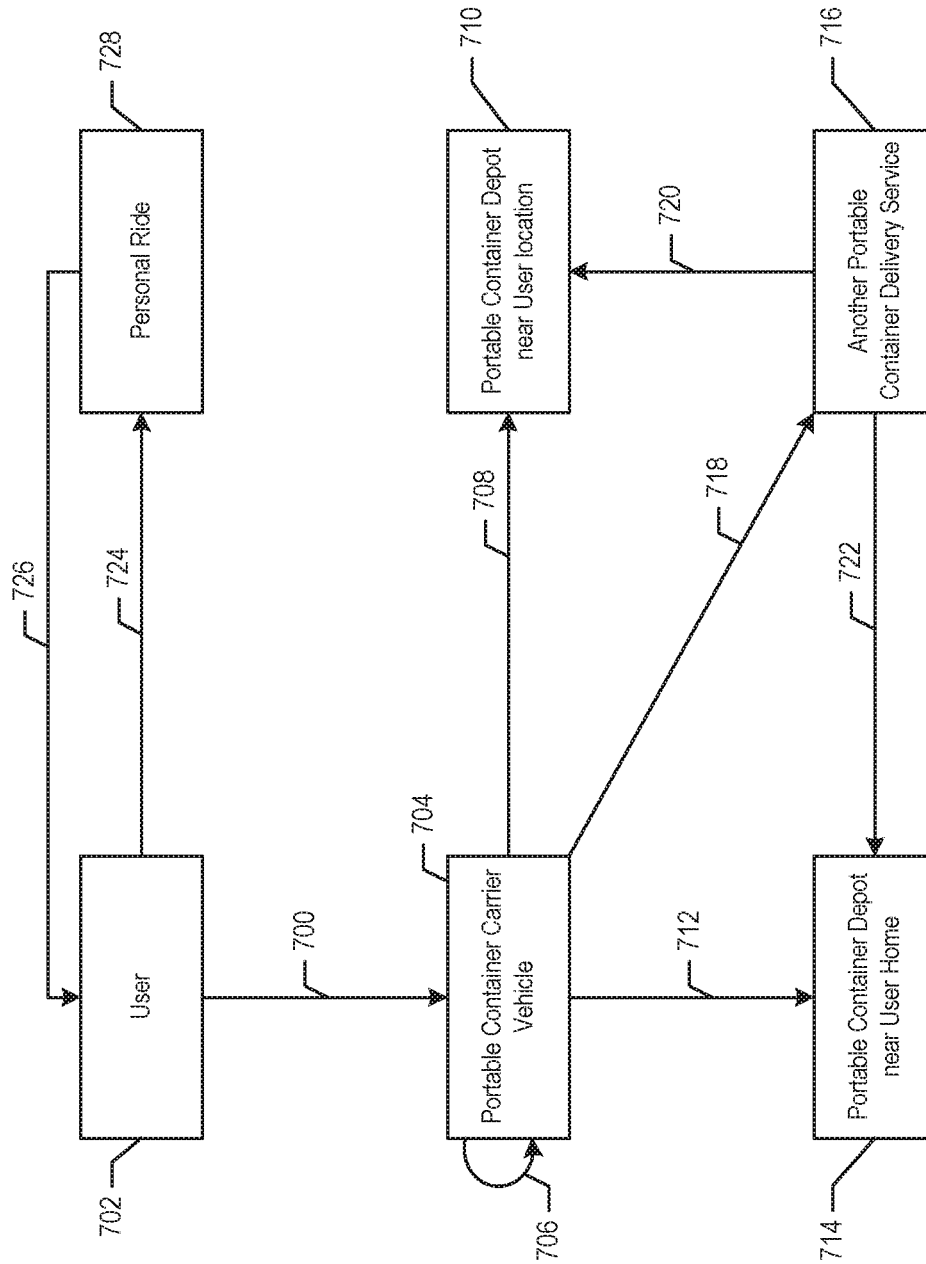 726
724
728
User
Personal Ride
702
700
704
710
706
Portable Container Carrier
Vehicle
708
Portable Container Depot
near User location
712
718
720
714
Portable Container Depot
near User Home
722
Another Portable
Container Delivery Service
716